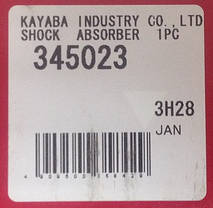 KAYABA INDUSTRY CO.,LTD
SHOCK ABSORBER 1PC
345023
3H28
JAN